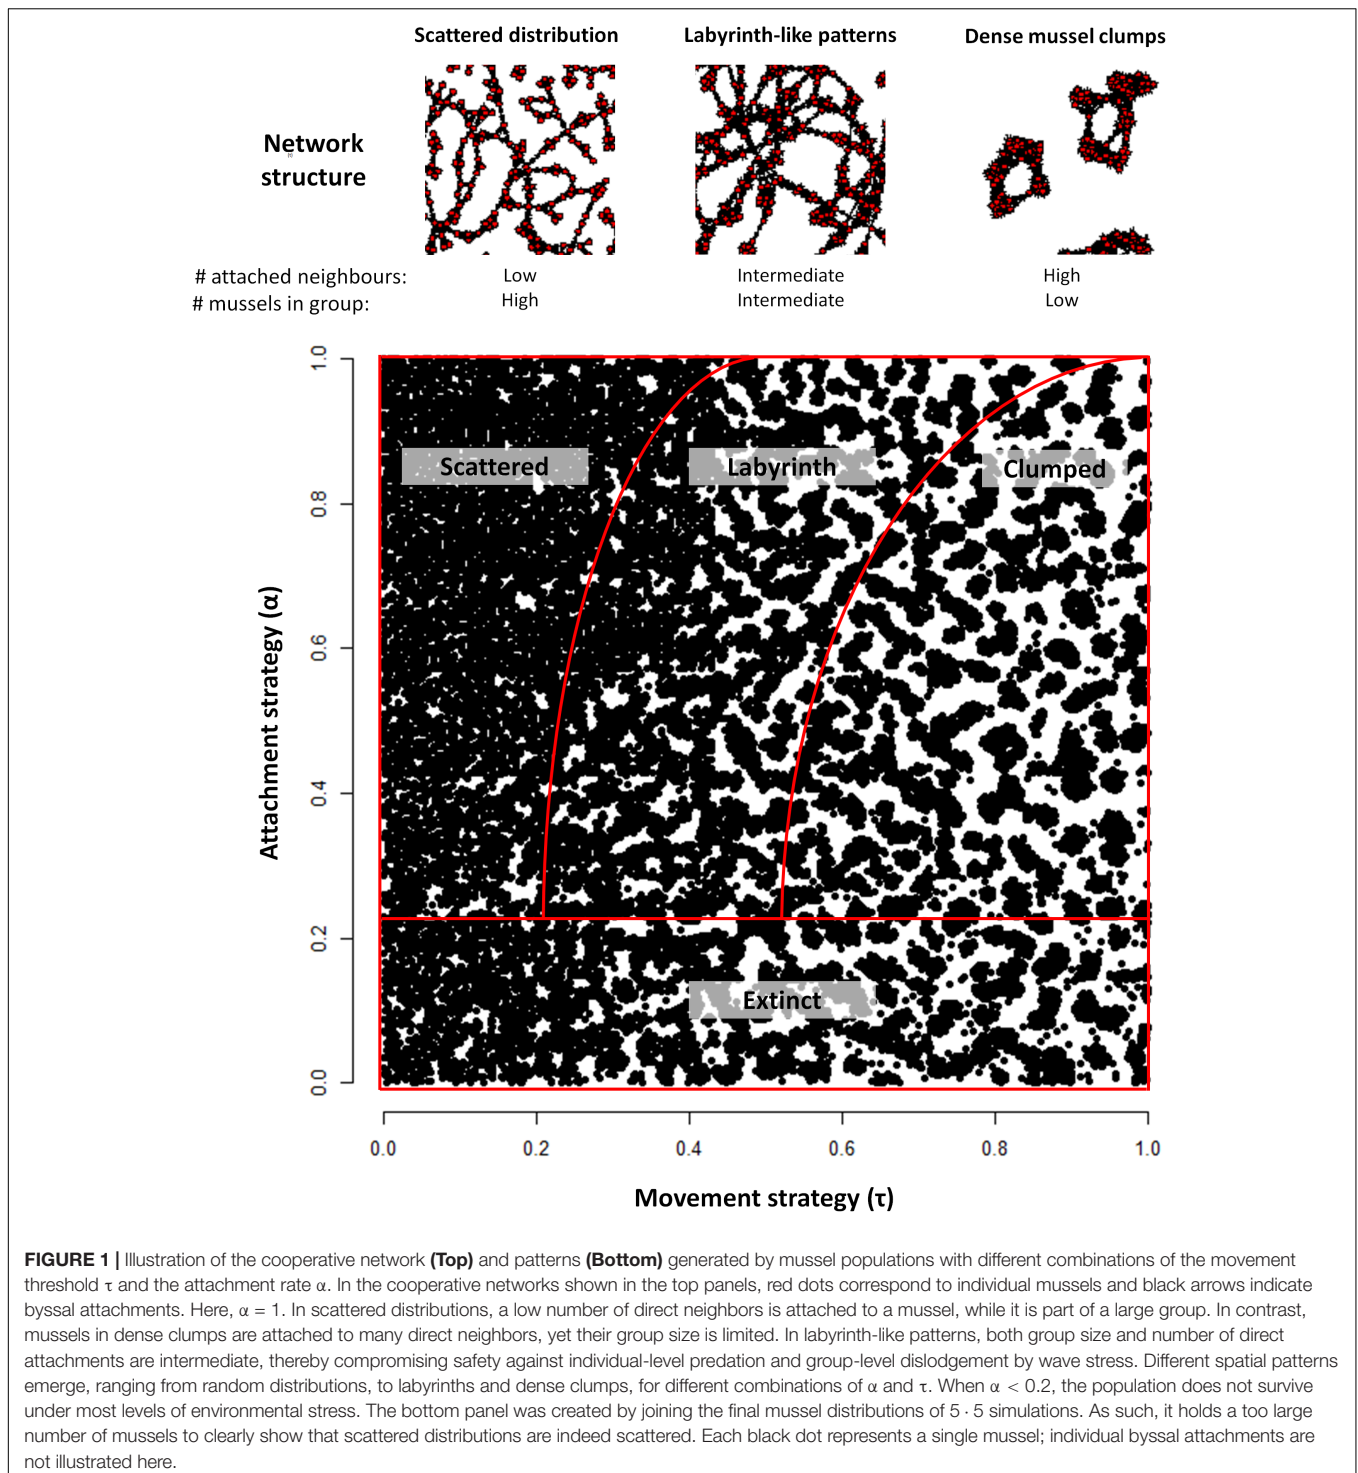 Scattered distribution Labyrinth-like patterns Dense mussel clumps
Network
structure
# attached neighbours: Low Intermediate High
# mussels in group: High Intermediate Low
1.0
0.8
0.6
0.4
0.2
0.0
Attachment strategy (α)
Scattered Labyrinth Clumped
Extinct
0.0 0.2 0.4 0.6 0.8 1.0
Movement strategy (τ)
FIGURE 1 | Illustration of the cooperative network (Top) and patterns (Bottom) generated by mussel populations with different combinations of the movement
threshold τ and the attachment rate α. In the cooperative networks shown in the top panels, red dots correspond to individual mussels and black arrows indicate
byssal attachments. Here, α = 1. In scattered distributions, a low number of direct neighbors is attached to a mussel, while it is part of a large group. In contrast,
mussels in dense clumps are attached to many direct neighbors, yet their group size is limited. In labyrinth-like patterns, both group size and number of direct
attachments are intermediate, thereby compromising safety against individual-level predation and group-level dislodgement by wave stress. Different spatial patterns
emerge, ranging from random distributions, to labyrinths and dense clumps, for different combinations of α and τ. When α < 0.2, the population does not survive
under most levels of environmental stress. The bottom panel was created by joining the final mussel distributions of 5 · 5 simulations. As such, it holds a too large
number of mussels to clearly show that scattered distributions are indeed scattered. Each black dot represents a single mussel; individual byssal attachments are
not illustrated here.